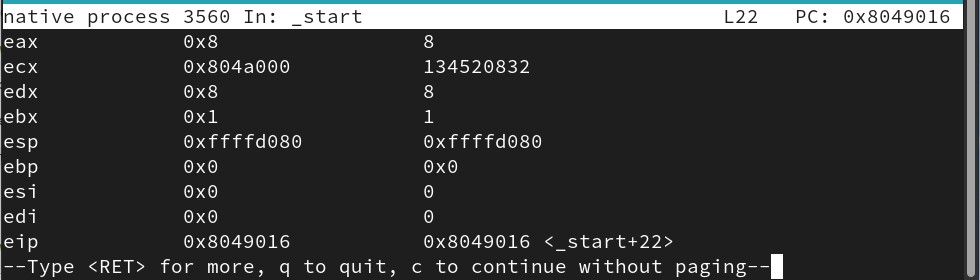 native process 3560 In: _start L22 PC: 0x8049016
eax 0x8 8
ecx 0x804a000 134520832
edx 0x8 8
ebx 0x1 1
esp 0xffffd080 0xffffd080
ebp 0x0 0x0
esi 0x0 0
edi 0x0 0
eip 0x8049016 0x8049016 <_start+22>
--Type <RET> for more, q to quit, c to continue without paging--